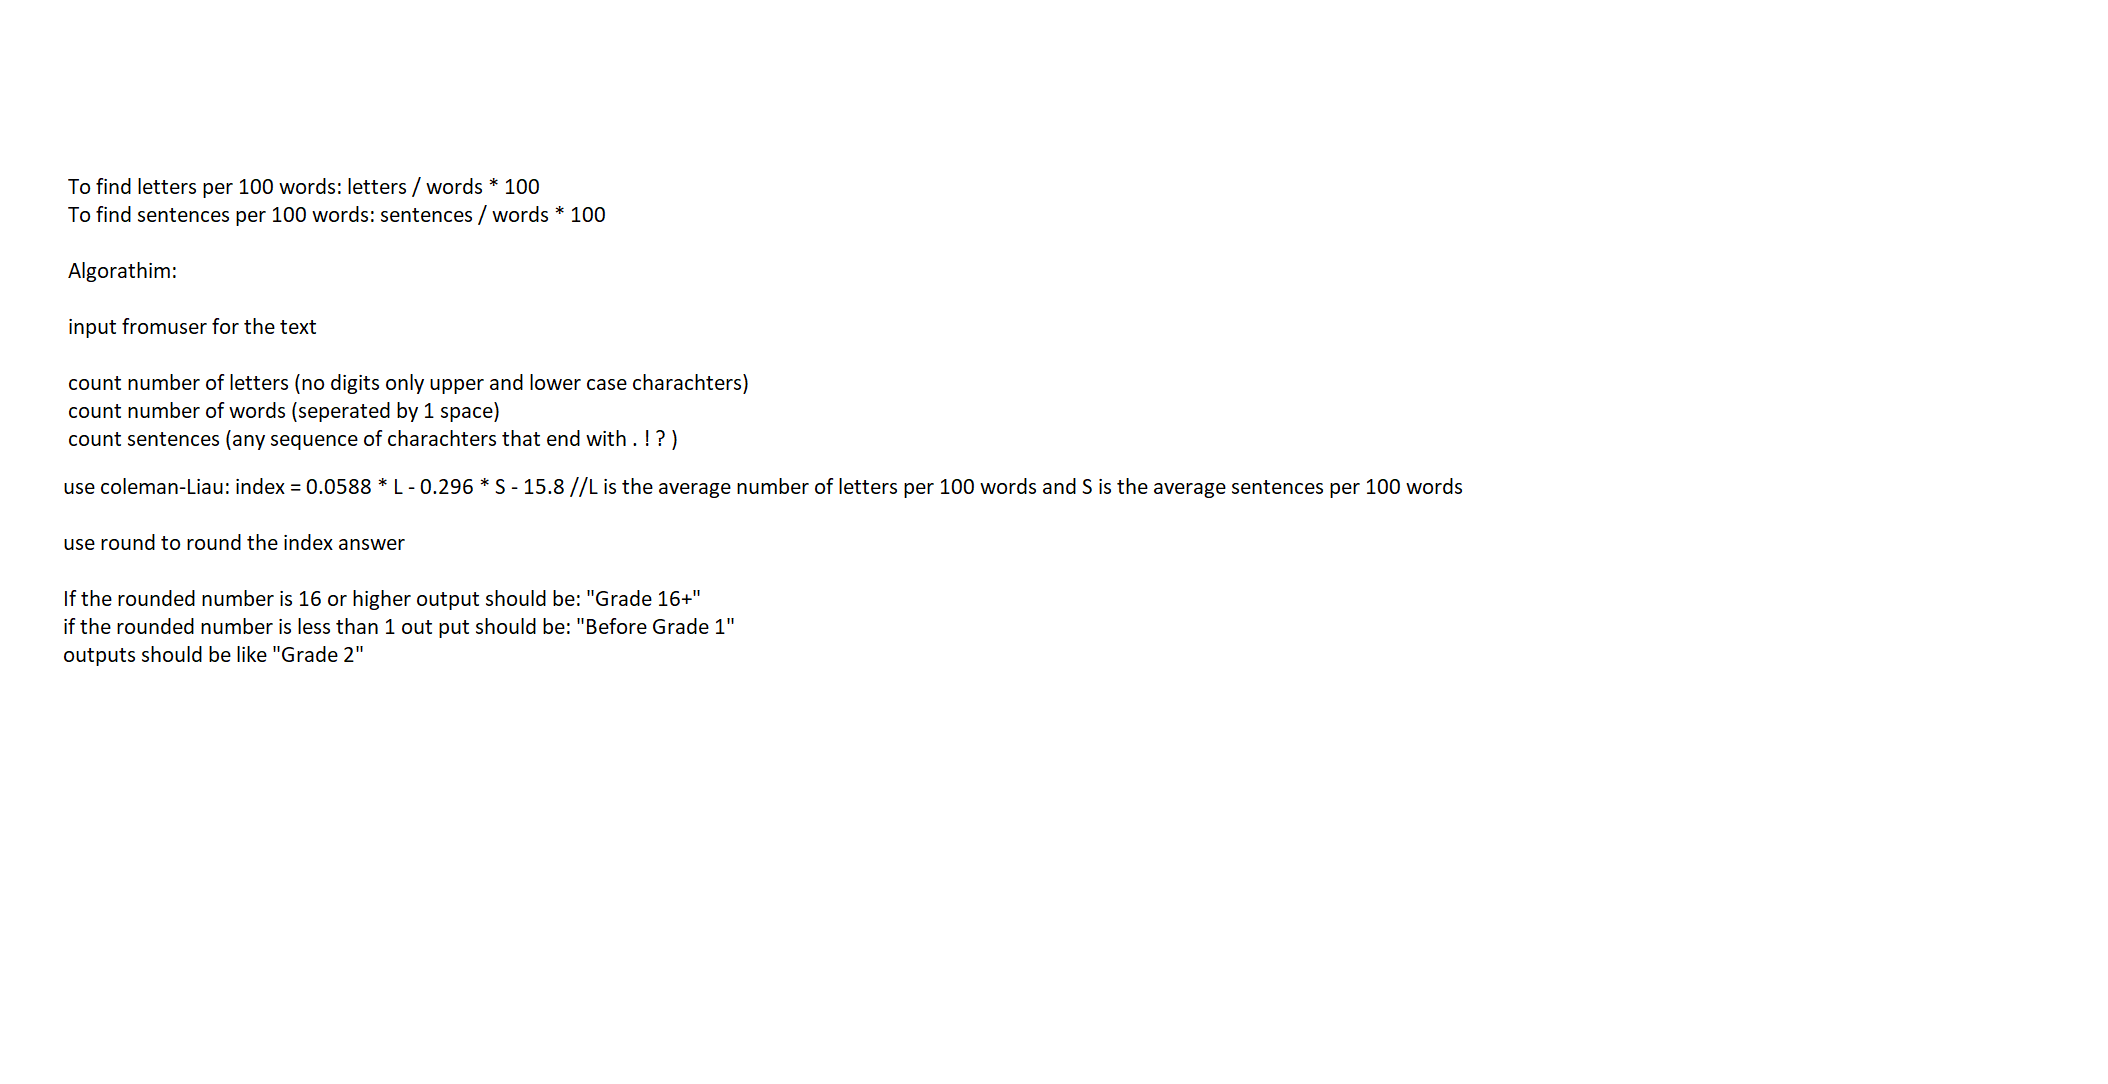 To find letters per 100 words: letters / words * 100
To find sentences per 100 words: sentences / words * 100
Algorathim:
input fromuser for the text
count number of letters (no digits only upper and lower case charachters)
count number of words (seperated by 1 space)
count sentences (any sequence of charachters that end with . ! ? )
use coleman-Liau: index = 0.0588 * L - 0.296 * S - 15.8 //L is the average number of letters per 100 words and S is the average sentences per 100 words
use round to round the index answer
If the rounded number is 16 or higher output should be: "Grade 16+"
if the rounded number is less than 1 out put should be: "Before Grade 1"
outputs should be like "Grade 2"